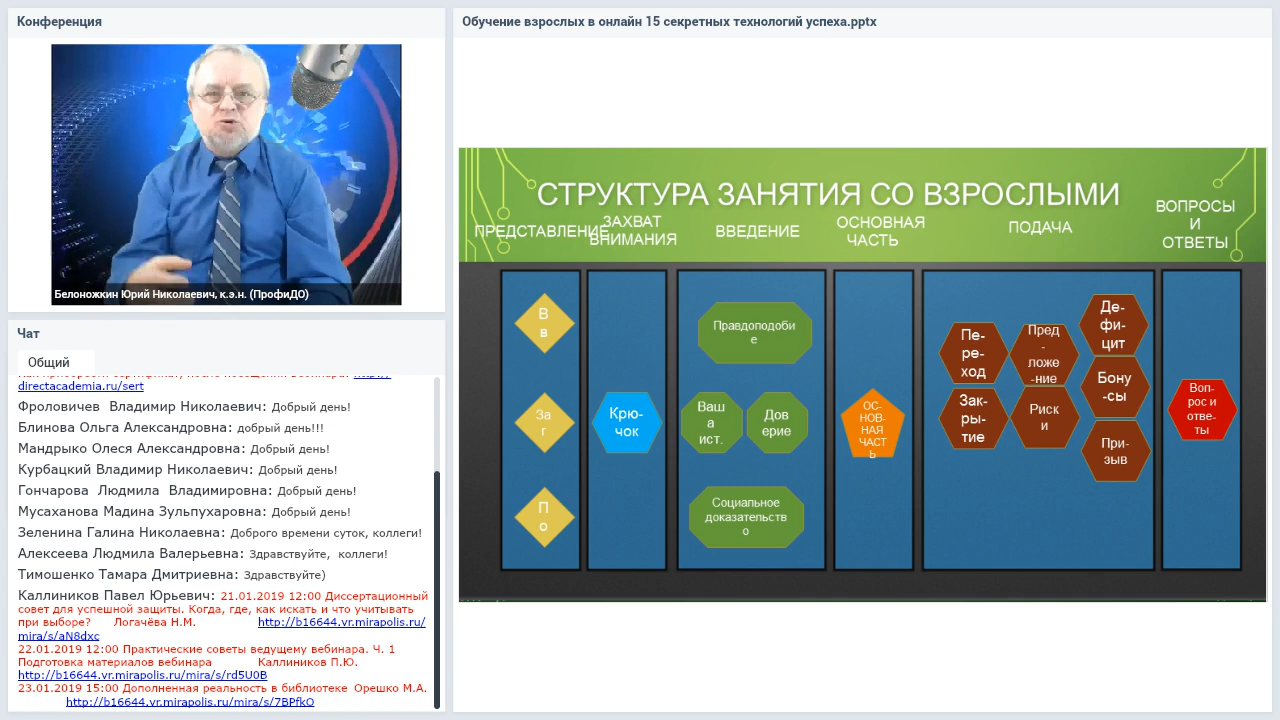 Конференция
Белоножкин Юрий Николаевич, к.э.н. (ПрофиДО)
Чат
Общий
directacademia.ru/sert
Фроловичев Владимир Николаевич: Добрый день!
Блинова Ольга Александровна: добрый день!!!
Мандрыко Олеся Александровна: Добрый день!
Курбацкий Владимир Николаевич: Добрый день!
Гончарова Людмила Владимировна: Добрый день!
Мусаханова Мадина Зульпухаровна: Добрый день!
Зеленина Галина Николаевна: Доброго времени суток, коллеги!
Алексеева Людмила Валерьевна: Здравствуйте, коллеги!
Тимошенко Тамара Дмитриевна: Здравствуйте)
Каллиников Павел Юрьевич: 21.01.2019 12:00 Диссертационный
совет для успешной защиты. Когда, где, как искать и что учитывать
при выборе? Логачёва Н.М. http://b16644.vr.mirapolis.ru/
mira/s/aN8dxc
22.01.2019 12:00 Практические советы ведущему вебинара. Ч. 1
Подготовка материалов вебинара Каллиников П.Ю.
http://b16644.vr.mirapolis.ru/mira/s/rd5U0B
23.01.2019 15:00 Дополненная реальность в библиотеке Орешко М.А.
http://b16644.vr.mirapolis.ru/mira/s/7BPfkO
Обучение взрослых в онлайн 15 секретных технологий успеха.pptx
СТРУКТУРА ЗАНЯТИЯ СО ВЗРОСЛЫМИ
ПРЕДСТАВЛЕНИЕ
ЗАХВАТ
ВНИМАНИЯ
ВВЕДЕНИЕ
ОСНОВНАЯ
ЧАСТЬ
ПОДАЧА
ВОПРОСЫ
И
ОТВЕТЫ
В
в
За
г
П
о
Крю-
чок
Правдоподоби
е
Ваш
а
ист.
Дов
ерие
Социальное
доказательств
о
ОС-
НОВ-
НАЯ
ЧАСТ
Ь
Пе-
ре-
ход
Пред
-
ложе
-ние
Де-
фи-
цит
Зак-
ры-
тие
Риск
и
Бону
-сы
При-
зыв
Воп-
рос и
отве-
ты